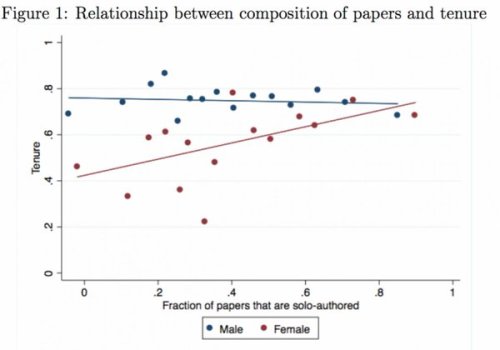 Figure 1: Relationship between composition of papers and tenure
1
.8
.6
.4
.2
0
Tenure
0 .2 .4 .6 .8 1
Fraction of papers that are solo-authored
Male Female